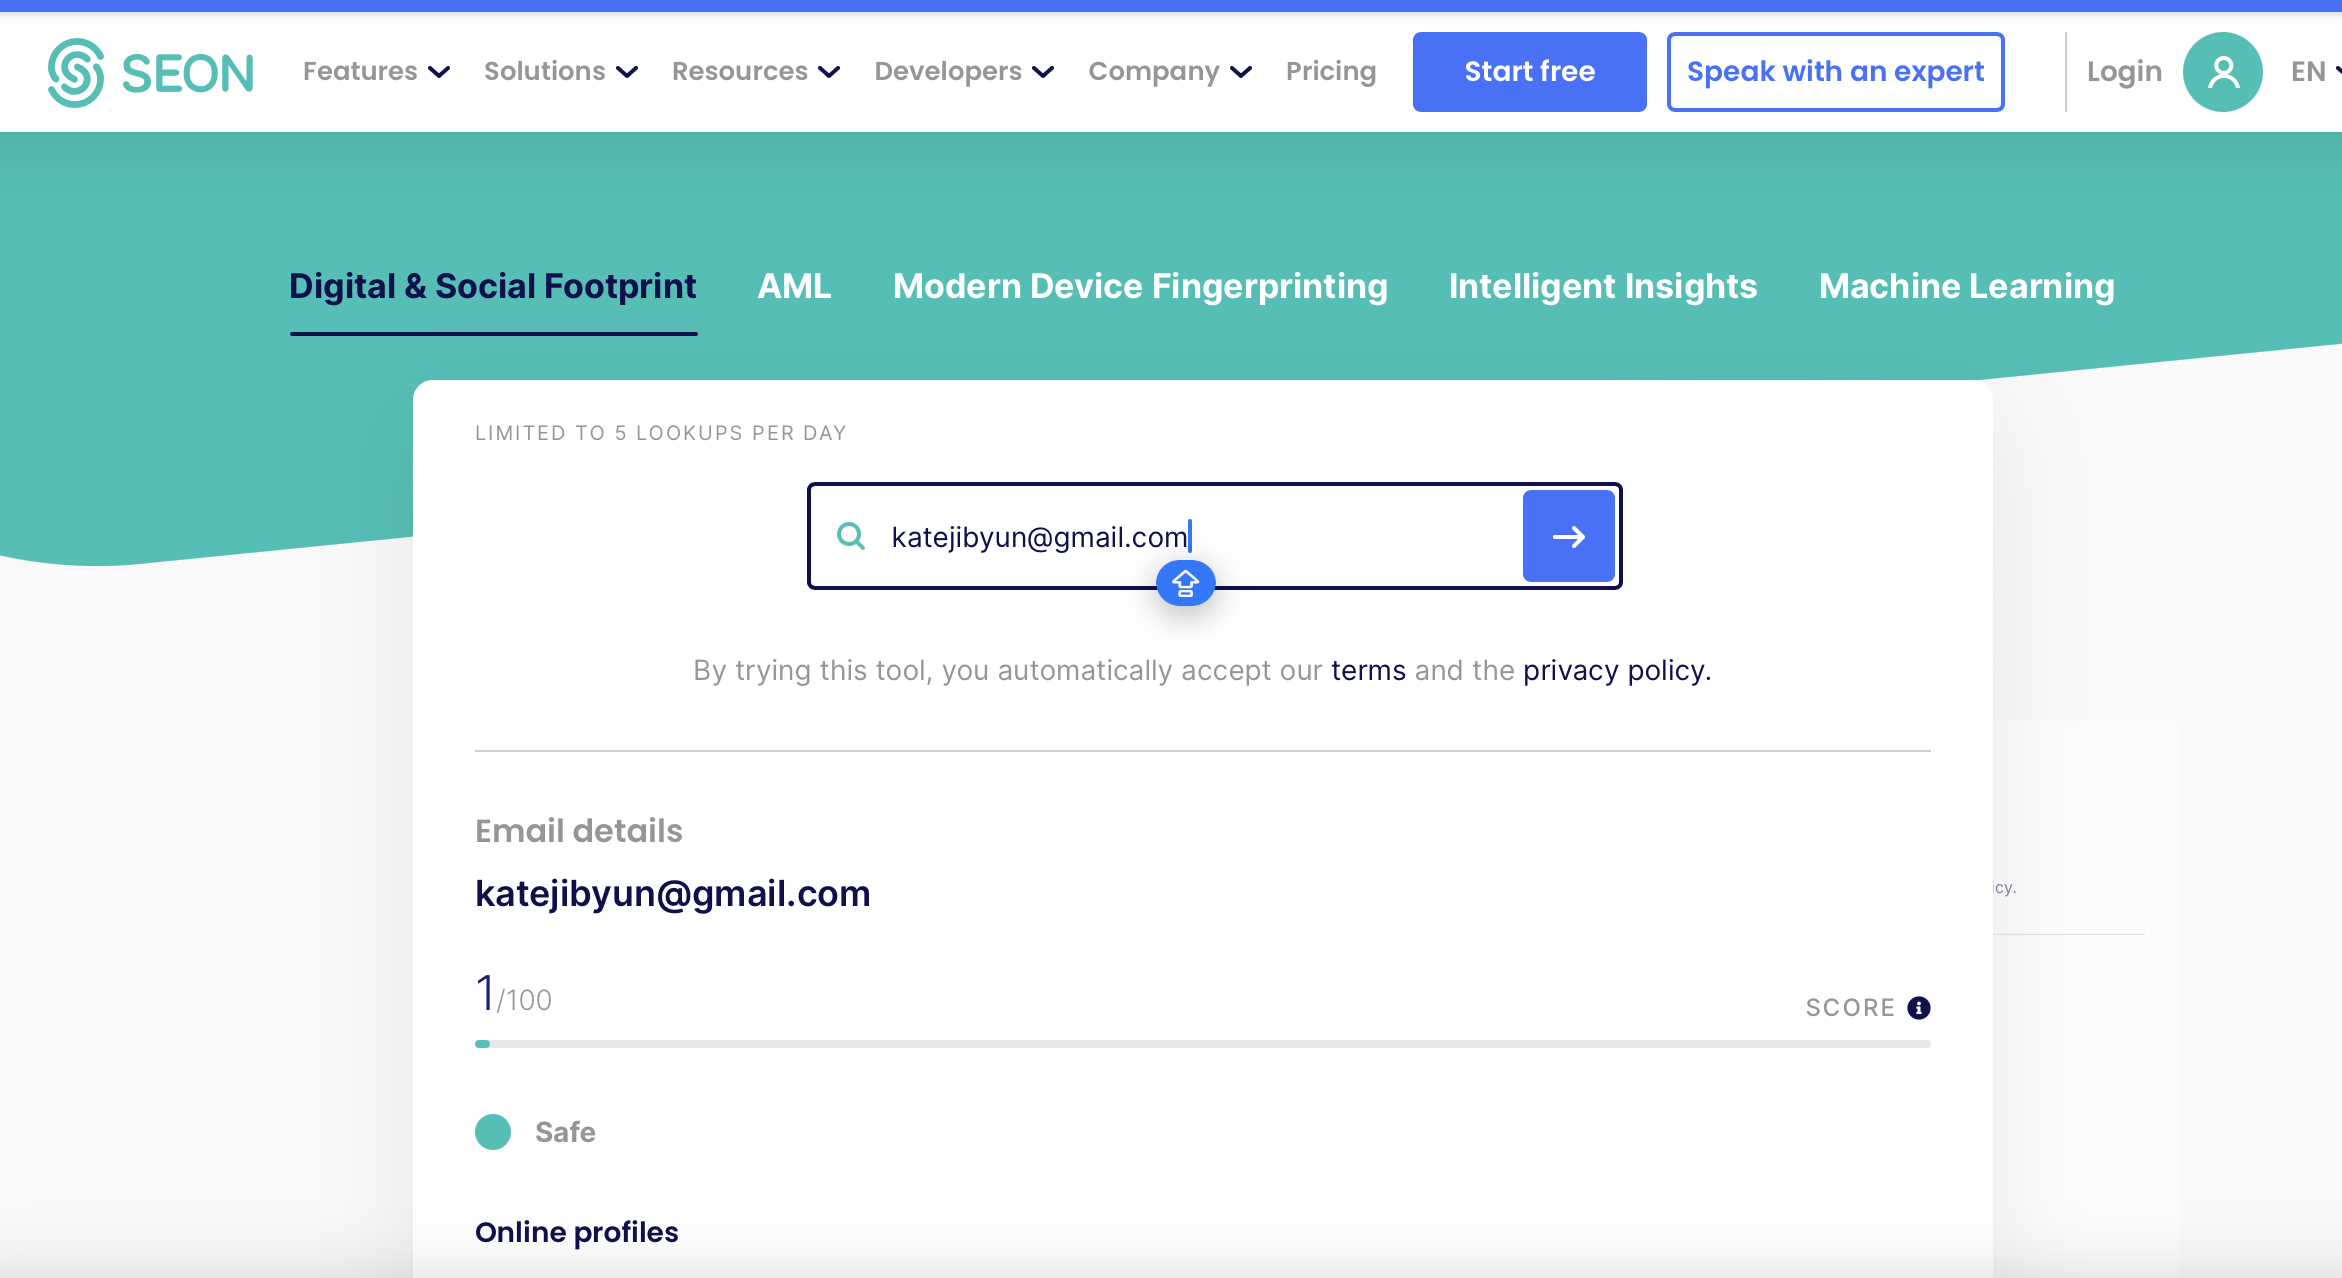 SEON Features Solutions Resources Developers Company Pricing Start free Speak with an expert Login EN
Digital & Social Footprint AML Modern Device Fingerprinting Intelligent Insights Machine Learning
LIMITED TO 5 LOOKUPS PER DAY
katejibyun@gmail.com
By trying this tool, you automatically accept our terms and the privacy policy.
Email details
katejibyun@gmail.com
icy.
1/100
SCORE
Safe
Online profiles